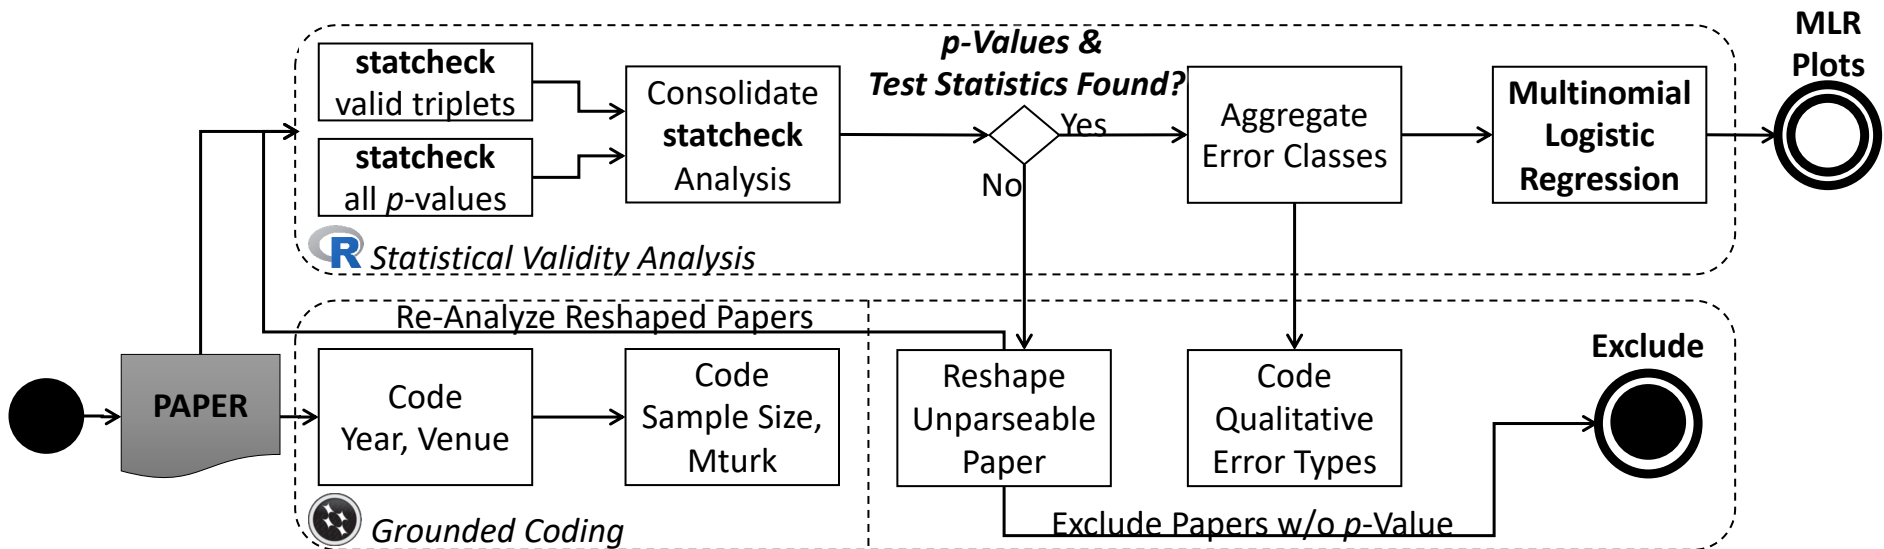 MLR
Plots
p-Values &
Test Statistics Found?
statcheck
valid triplets
statcheck
all p-values
Consolidate
statcheck
Analysis
Yes
No
Aggregate
Error Classes
Multinomial
Logistic
Regression
R
Statistical Validity Analysis
Re-Analyze Reshaped Papers
PAPER
Code
Year, Venue
Code
Sample Size,
Mturk
Reshape
Unparseable
Paper
Code
Qualitative
Error Types
Exclude
Grounded Coding
Exclude Papers w/o p-Value